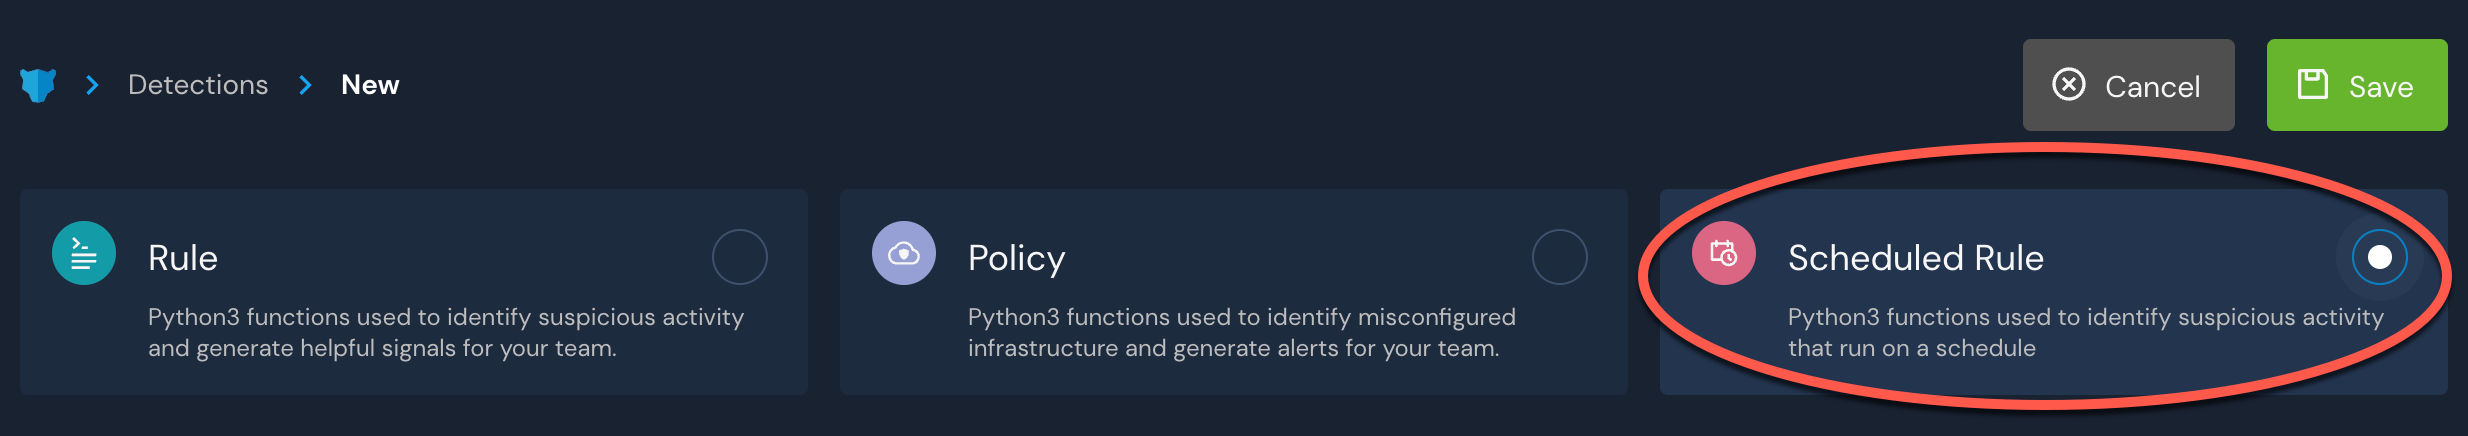 Detections
New
Cancel
Save
Rule
Python3 functions used to identify suspicious activity
and generate helpful signals for your team.
Policy
Python3 functions used to identify misconfigured
infrastructure and generate alerts for your team.
Scheduled Rule
Python3 functions used to identify suspicious activity
that run on a schedule